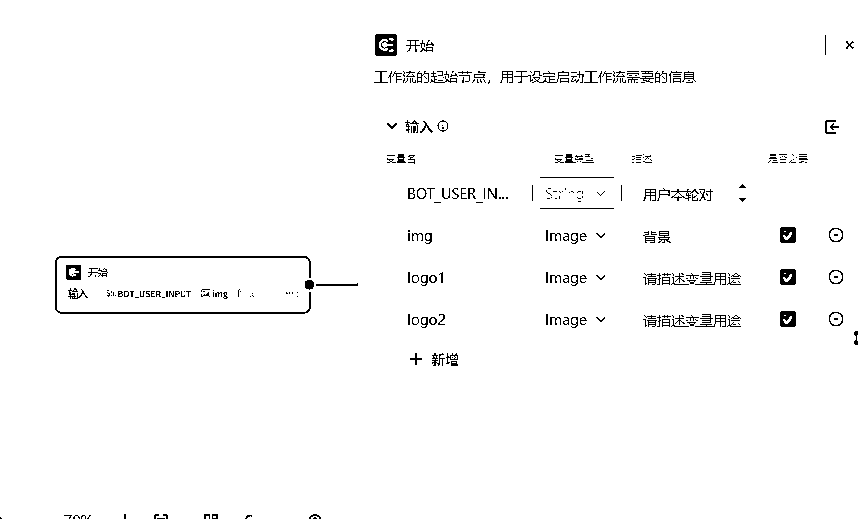 开始
工作流的起始节点，用于设定启动工作流需要的信息
输入
变量名 变量类型 描述 是否必要
BOT_USER_IN... String 用户本轮对
img Image 背景
logo1 Image 请描述变量用途
logo2 Image 请描述变量用途
新增
开始
输入 BOT_USER_INPUT img
70%